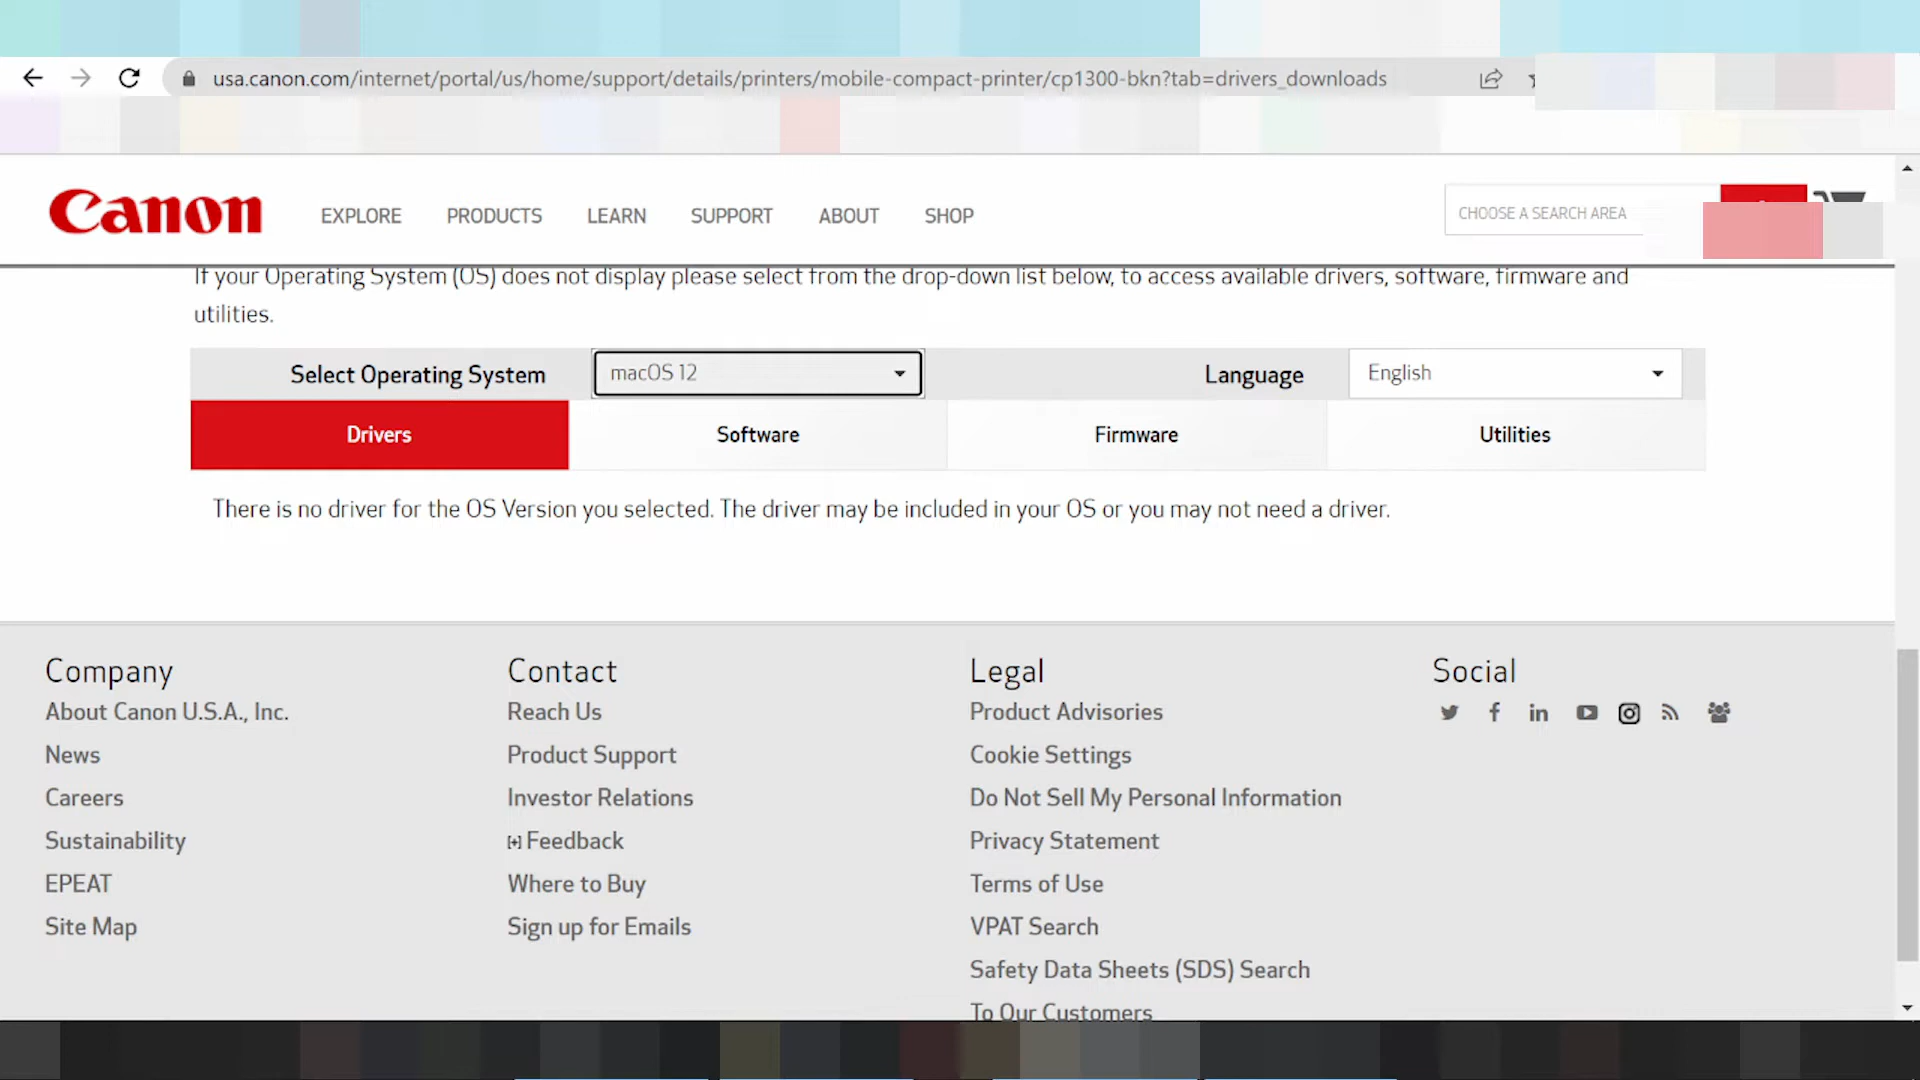 usa.canon.com/internet/portal/us/home/support/details/printers/mobile-compact-printer/cp1300-bkn?tab=drivers_downloads
Canon EXPLORE PRODUCTS LEARN SUPPORT ABOUT SHOP CHOOSE A SEARCH AREA
If your Operating System (OS) does not display please select from the drop-down list below, to access available drivers, software, firmware and
utilities.
Select Operating System macOS 12 Language English
Drivers Software Firmware Utilities
There is no driver for the OS Version you selected. The driver may be included in your OS or you may not need a driver.
Company
About Canon U.S.A., Inc.
News
Careers
Sustainability
EPEAT
Site Map
Contact
Reach Us
Product Support
Investor Relations
[+] Feedback
Where to Buy
Sign up for Emails
Legal
Product Advisories
Cookie Settings
Do Not Sell My Personal Information
Privacy Statement
Terms of Use
VPAT Search
Safety Data Sheets (SDS) Search
To Our Customers
Social